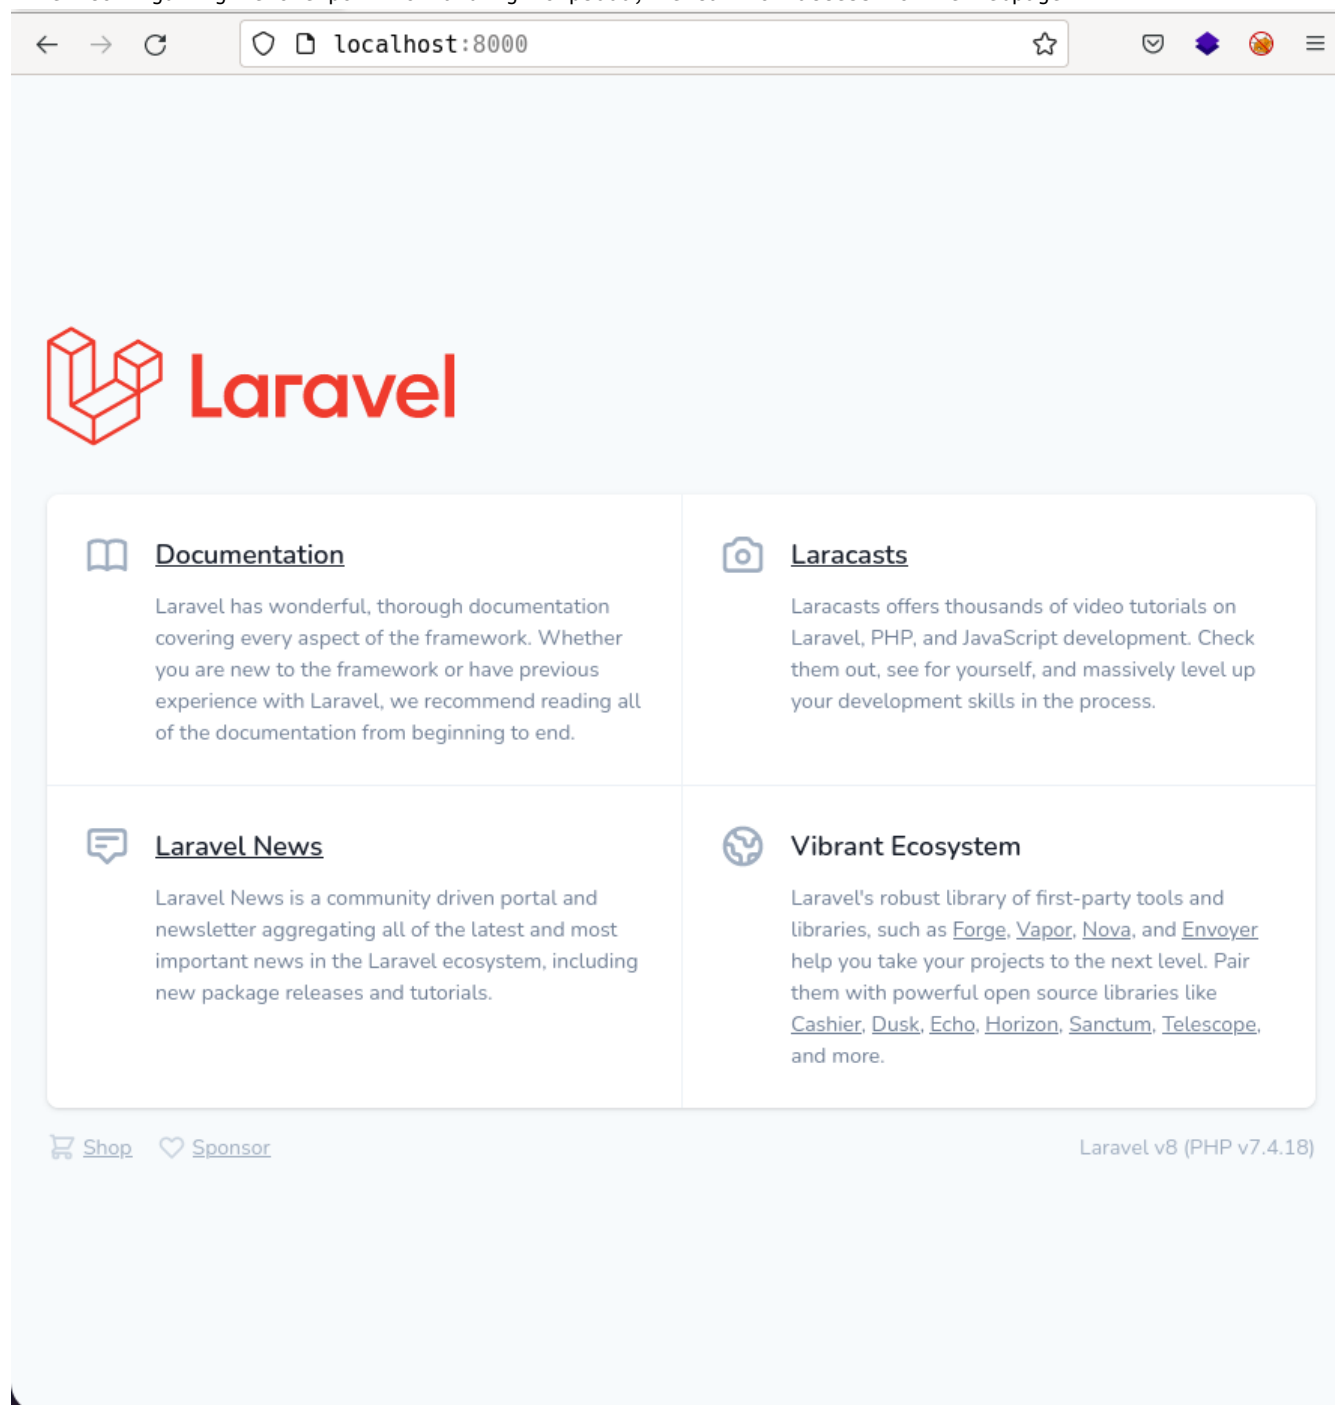 localhost:8000
Laravel
Documentation
Laravel has wonderful, thorough documentation
covering every aspect of the framework. Whether
you are new to the framework or have previous
experience with Laravel, we recommend reading all
of the documentation from beginning to end.
Laracasts
Laracasts offers thousands of video tutorials on
Laravel, PHP, and JavaScript development. Check
them out, see for yourself, and massively level up
your development skills in the process.
Laravel News
Laravel News is a community driven portal and
newsletter aggregating all of the latest and most
important news in the Laravel ecosystem, including
new package releases and tutorials.
Vibrant Ecosystem
Laravel's robust library of first-party tools and
libraries, such as Forge, Vapor, Nova, and Envoyer
help you take your projects to the next level. Pair
them with powerful open source libraries like
Cashier, Dusk, Echo, Horizon, Sanctum, Telescope,
and more.
Shop Sponsor
Laravel v8 (PHP v7.4.18)